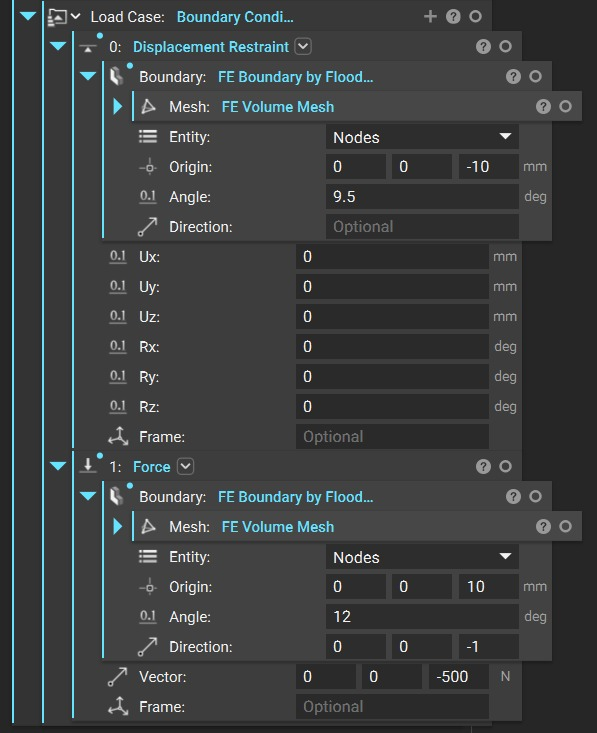 Load Case: Boundary Condi... + ?
0: Displacement Restraint ?
Boundary: FE Boundary by Flood... ?
Mesh: FE Volume Mesh ?
Entity: Nodes
Origin: 0 0 -10 mm
0.1 Angle: 9.5 deg
Direction: Optional
0.1 Ux: 0 mm
0.1 Uy: 0 mm
0.1 Uz: 0 mm
0.1 Rx: 0 deg
0.1 Ry: 0 deg
0.1 Rz: 0 deg
Frame: Optional
1: Force ?
Boundary: FE Boundary by Flood... ?
Mesh: FE Volume Mesh ?
Entity: Nodes
Origin: 0 0 10 mm
0.1 Angle: 12 deg
Direction: 0 0 -1
Vector: 0 0 -500 N
Frame: Optional